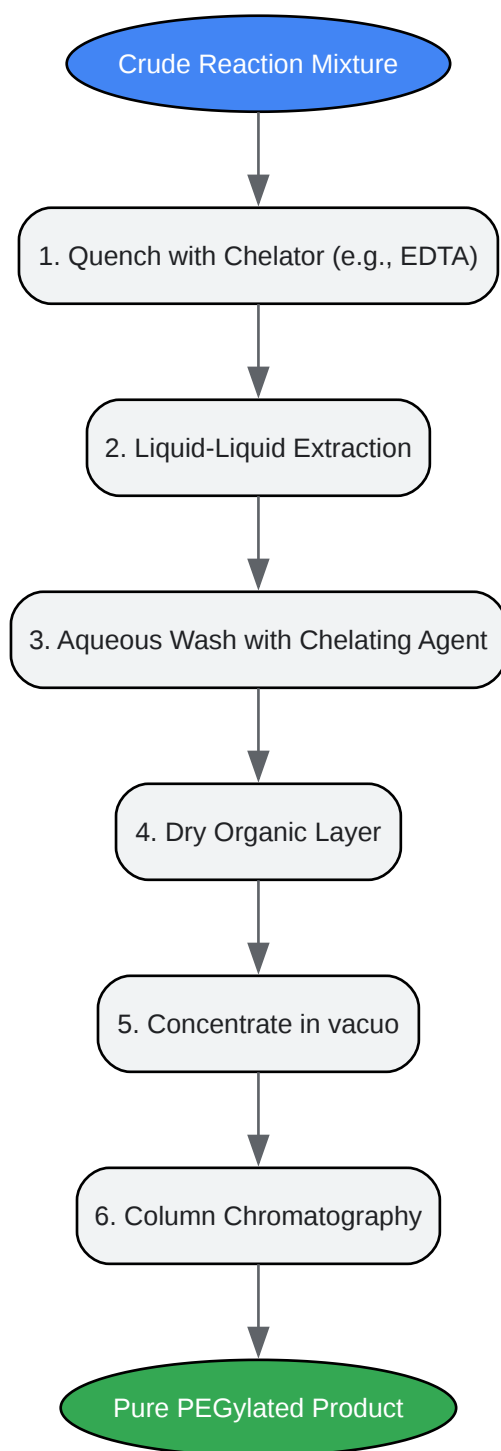 Crude Reaction Mixture
1. Quench with Chelator (e.g., EDTA)
2. Liquid-Liquid Extraction
3. Aqueous Wash with Chelating Agent
4. Dry Organic Layer
5. Concentrate in vacuo
6. Column Chromatography
Pure PEGylated Product